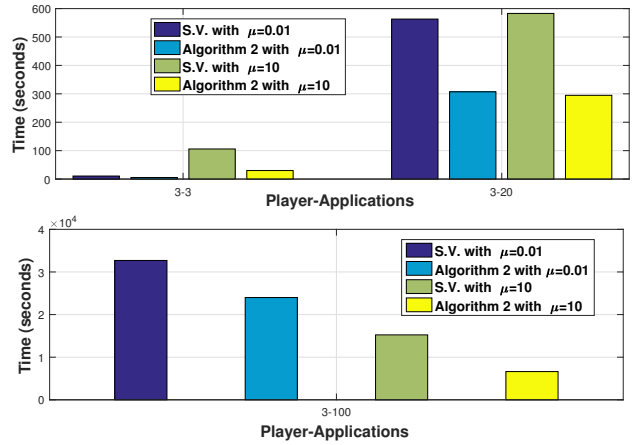 600
500
400
300
200
100
0
Time (seconds)
S.V. with μ=0.01
Algorithm 2 with μ=0.01
S.V. with μ=10
Algorithm 2 with μ=10
3-3
3-20
Player-Applications
×10⁴
4
3
2
1
0
Time (seconds)
S.V. with μ=0.01
Algorithm 2 with μ=0.01
S.V. with μ=10
Algorithm 2 with μ=10
3-100
Player-Applications